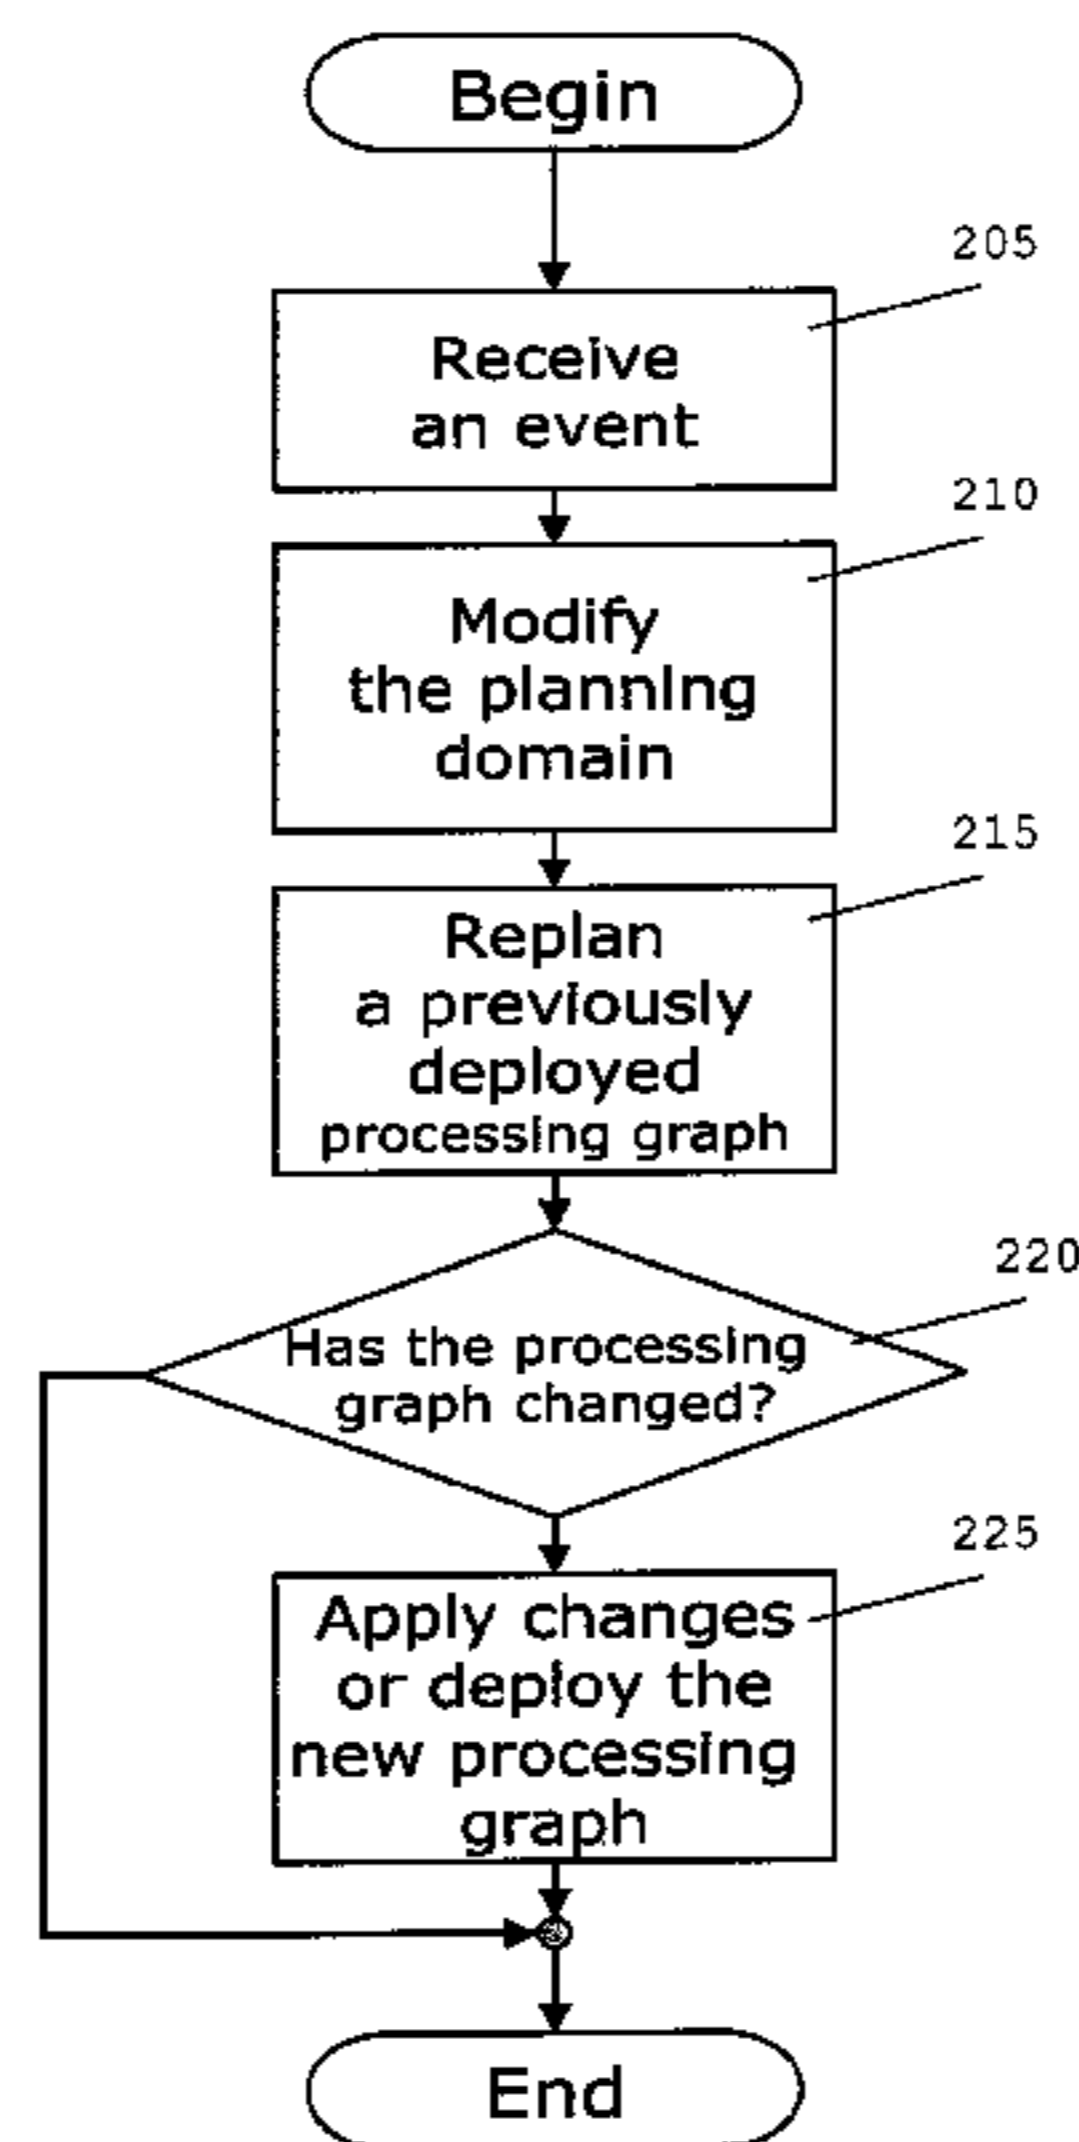 Begin
205
Receive
an event
210
Modify
the planning
domain
215
Replan
a previously
deployed
processing graph
220
Has the processing
graph changed?
225
Apply changes
or deploy the
new processing
graph
End